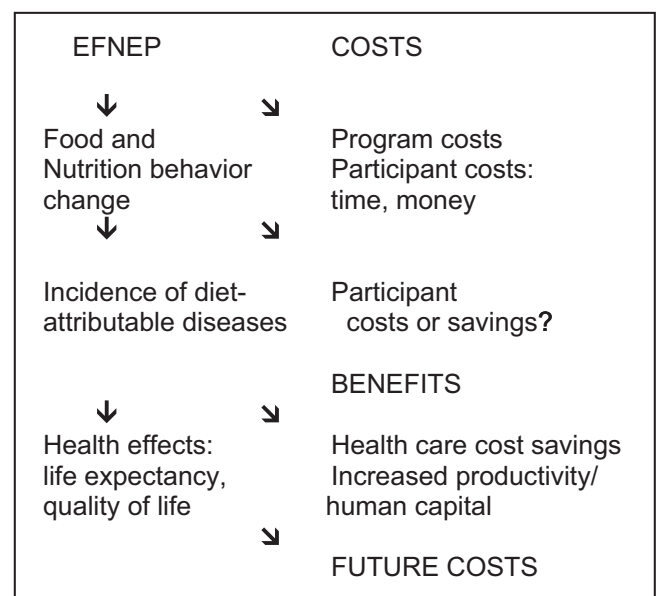 EFNEP COSTS
↓ ↘
Food and Program costs
Nutrition behavior Participant costs:
change time, money
↓ ↘
Incidence of diet- Participant
attributable diseases costs or savings?
BENEFITS
↓ ↘
Health effects: Health care cost savings
life expectancy, Increased productivity/
quality of life human capital
↘
FUTURE COSTS